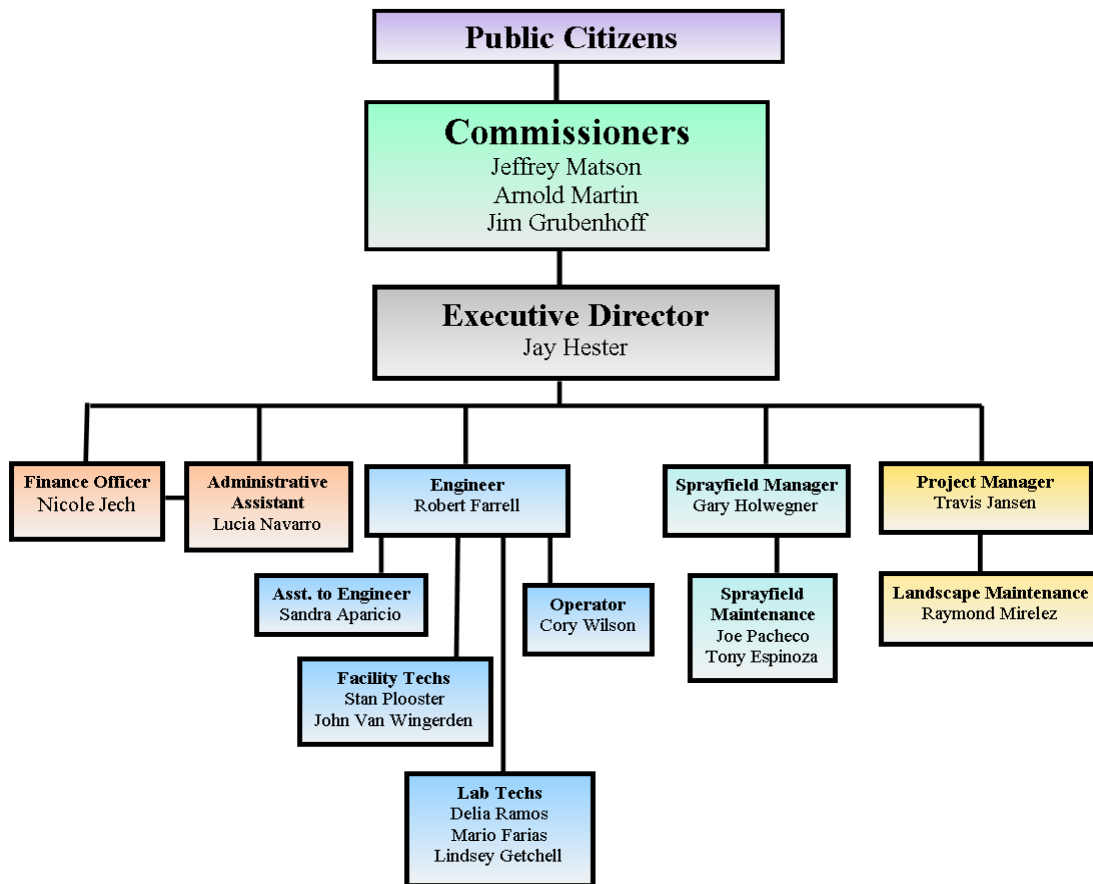 Public Citizens
Commissioners
Jeffrey Matson
Arnold Martin
Jim Grubenhoff
Executive Director
Jay Hester
Finance Officer
Nicole Jech
Administrative
Assistant
Lucia Navarro
Engineer
Robert Farrell
Sprayfield Manager
Gary Holwegner
Project Manager
Travis Jansen
Asst. to Engineer
Sandra Aparicio
Operator
Cory Wilson
Sprayfield
Maintenance
Joe Pacheco
Tony Espinoza
Landscape Maintenance
Raymond Mirelez
Facility Techs
Stan Plooster
John Van Wingerden
Lab Techs
Delia Ramos
Mario Farias
Lindsey Getchell